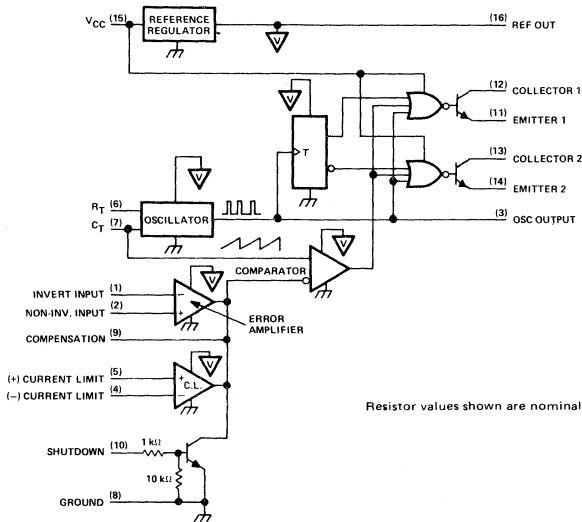 VCC (15)
REFERENCE
REGULATOR
(16) REF OUT
V
(12) COLLECTOR 1
(11) EMITTER 1
V
T
(13) COLLECTOR 2
(14) EMITTER 2
V
RT (6)
CT (7)
OSCILLATOR
(3) OSC OUTPUT
V
COMPARATOR
V
INVERT INPUT (1)
NON-INV. INPUT (2)
−
+
ERROR
AMPLIFIER
COMPENSATION (9)
V
(+) CURRENT LIMIT (5)
(−) CURRENT LIMIT (4)
+
C.L.
−
Resistor values shown are nominal
SHUTDOWN (10)
1 kΩ
10 kΩ
GROUND (8)